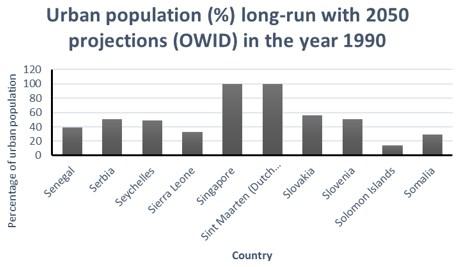 Urban population (%) long-run with 2050
projections (OWID) in the year 1990
Percentage of urban population
120
100
80
60
40
20
0
Senegal
Serbia
Seychelles
Sierra Leone
Singapore
Sint Maarten (Dutch...
Slovakia
Slovenia
Solomon Islands
Somalia
Country